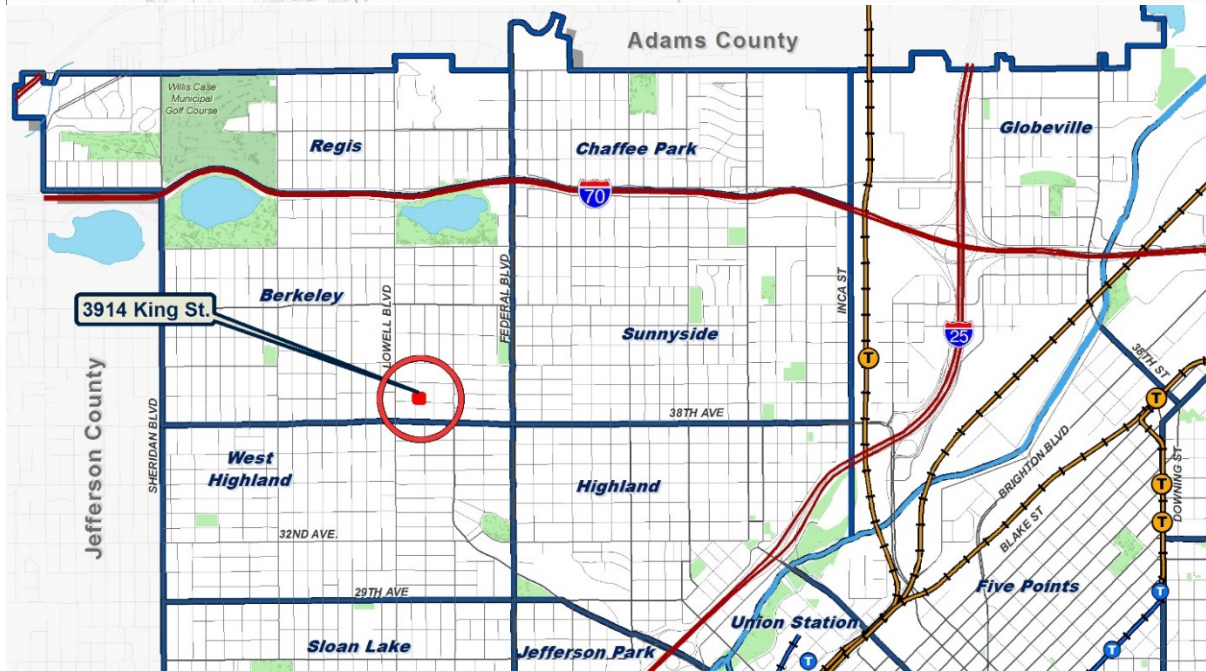 Adams County
Willis Case
Municipal
Golf Course
Regis
Chaffee Park
Globeville
70
Berkeley
3914 King St.
LOWELL BLVD
FEDERAL BLVD
Sunnyside
INCA ST
25
T
38TH ST
Jefferson County
SHERIDAN BLVD
38TH AVE
T
West
Highland
Highland
BRIGHTON BLVD
BLAKE ST
DOWNING ST
T
T
32ND AVE.
29TH AVE
Five Points
T
Union Station
Sloan Lake
Jefferson Park
T
T